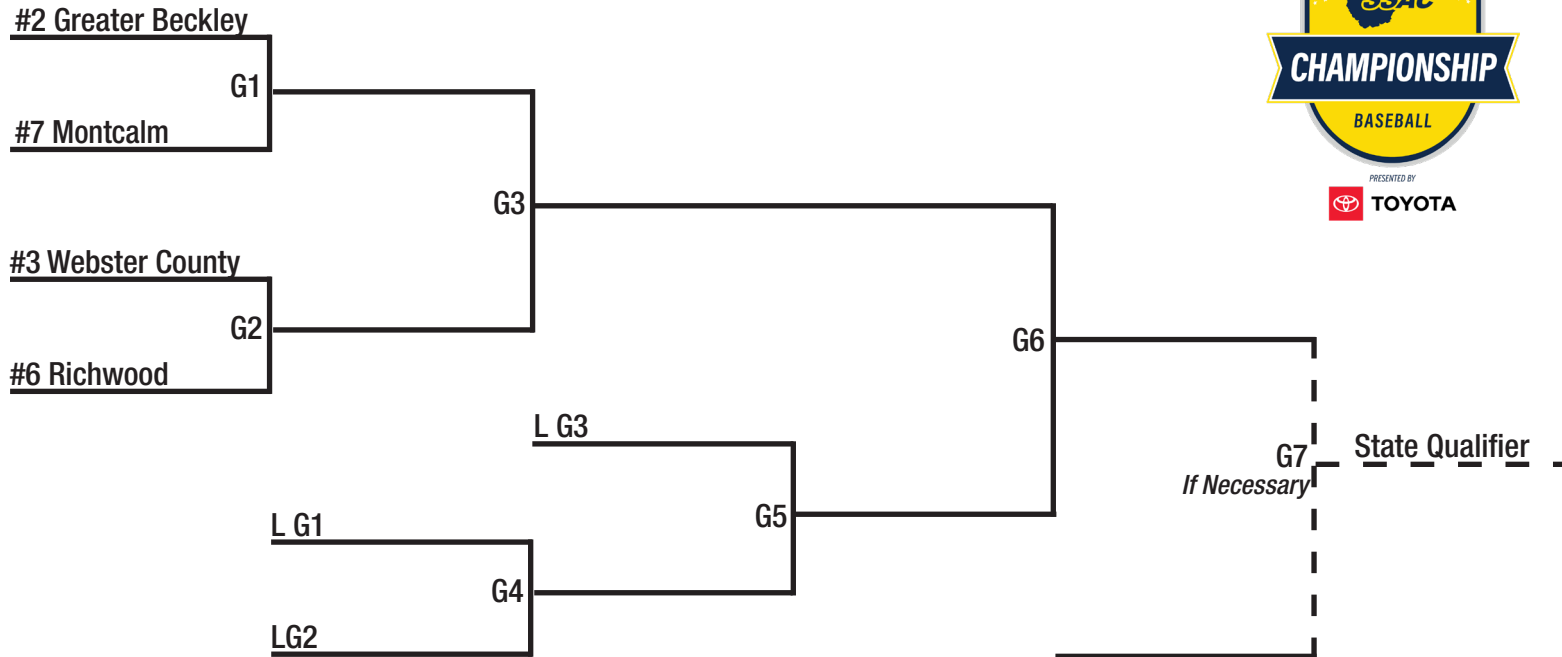 #2 Greater Beckley
SSAC
CHAMPIONSHIP
BASEBALL
PRESENTED BY
TOYOTA
G1
#7 Montcalm
G3
#3 Webster County
G2
#6 Richwood
G6
L G3
G7
If Necessary
State Qualifier
L G1
G5
G4
LG2